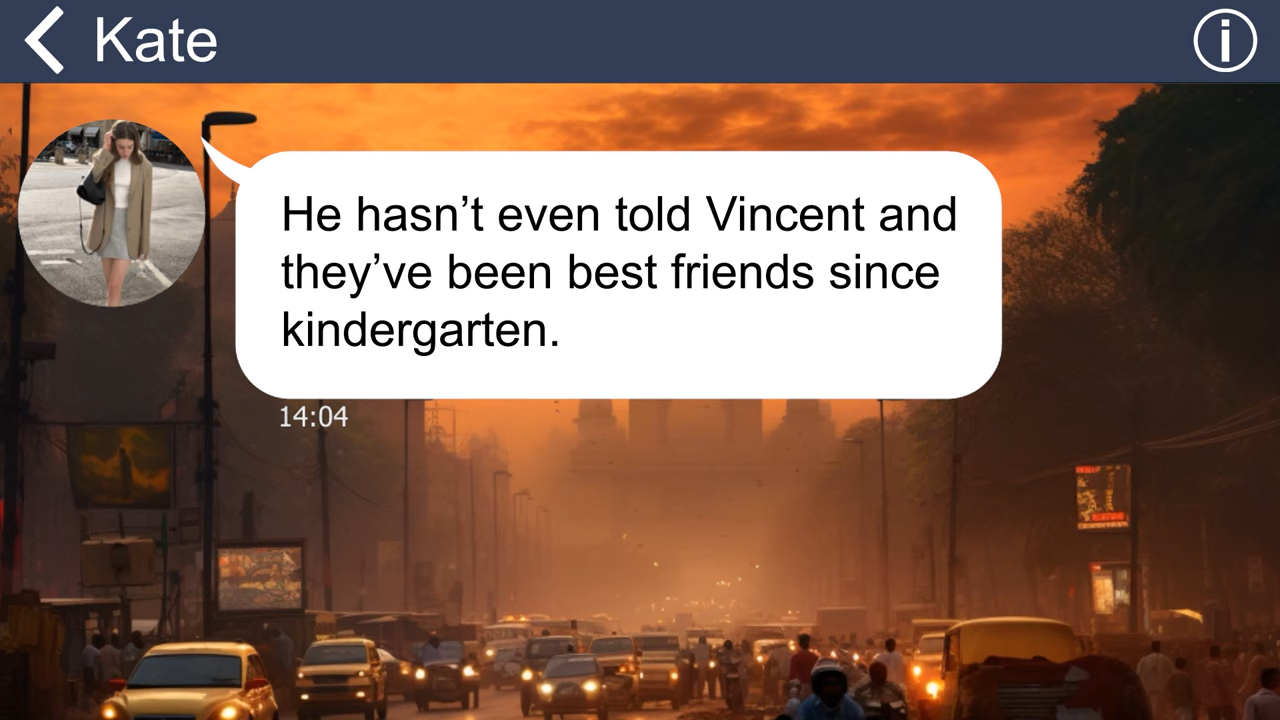 Kate
He hasn’t even told Vincent and
they’ve been best friends since
kindergarten.
14:04